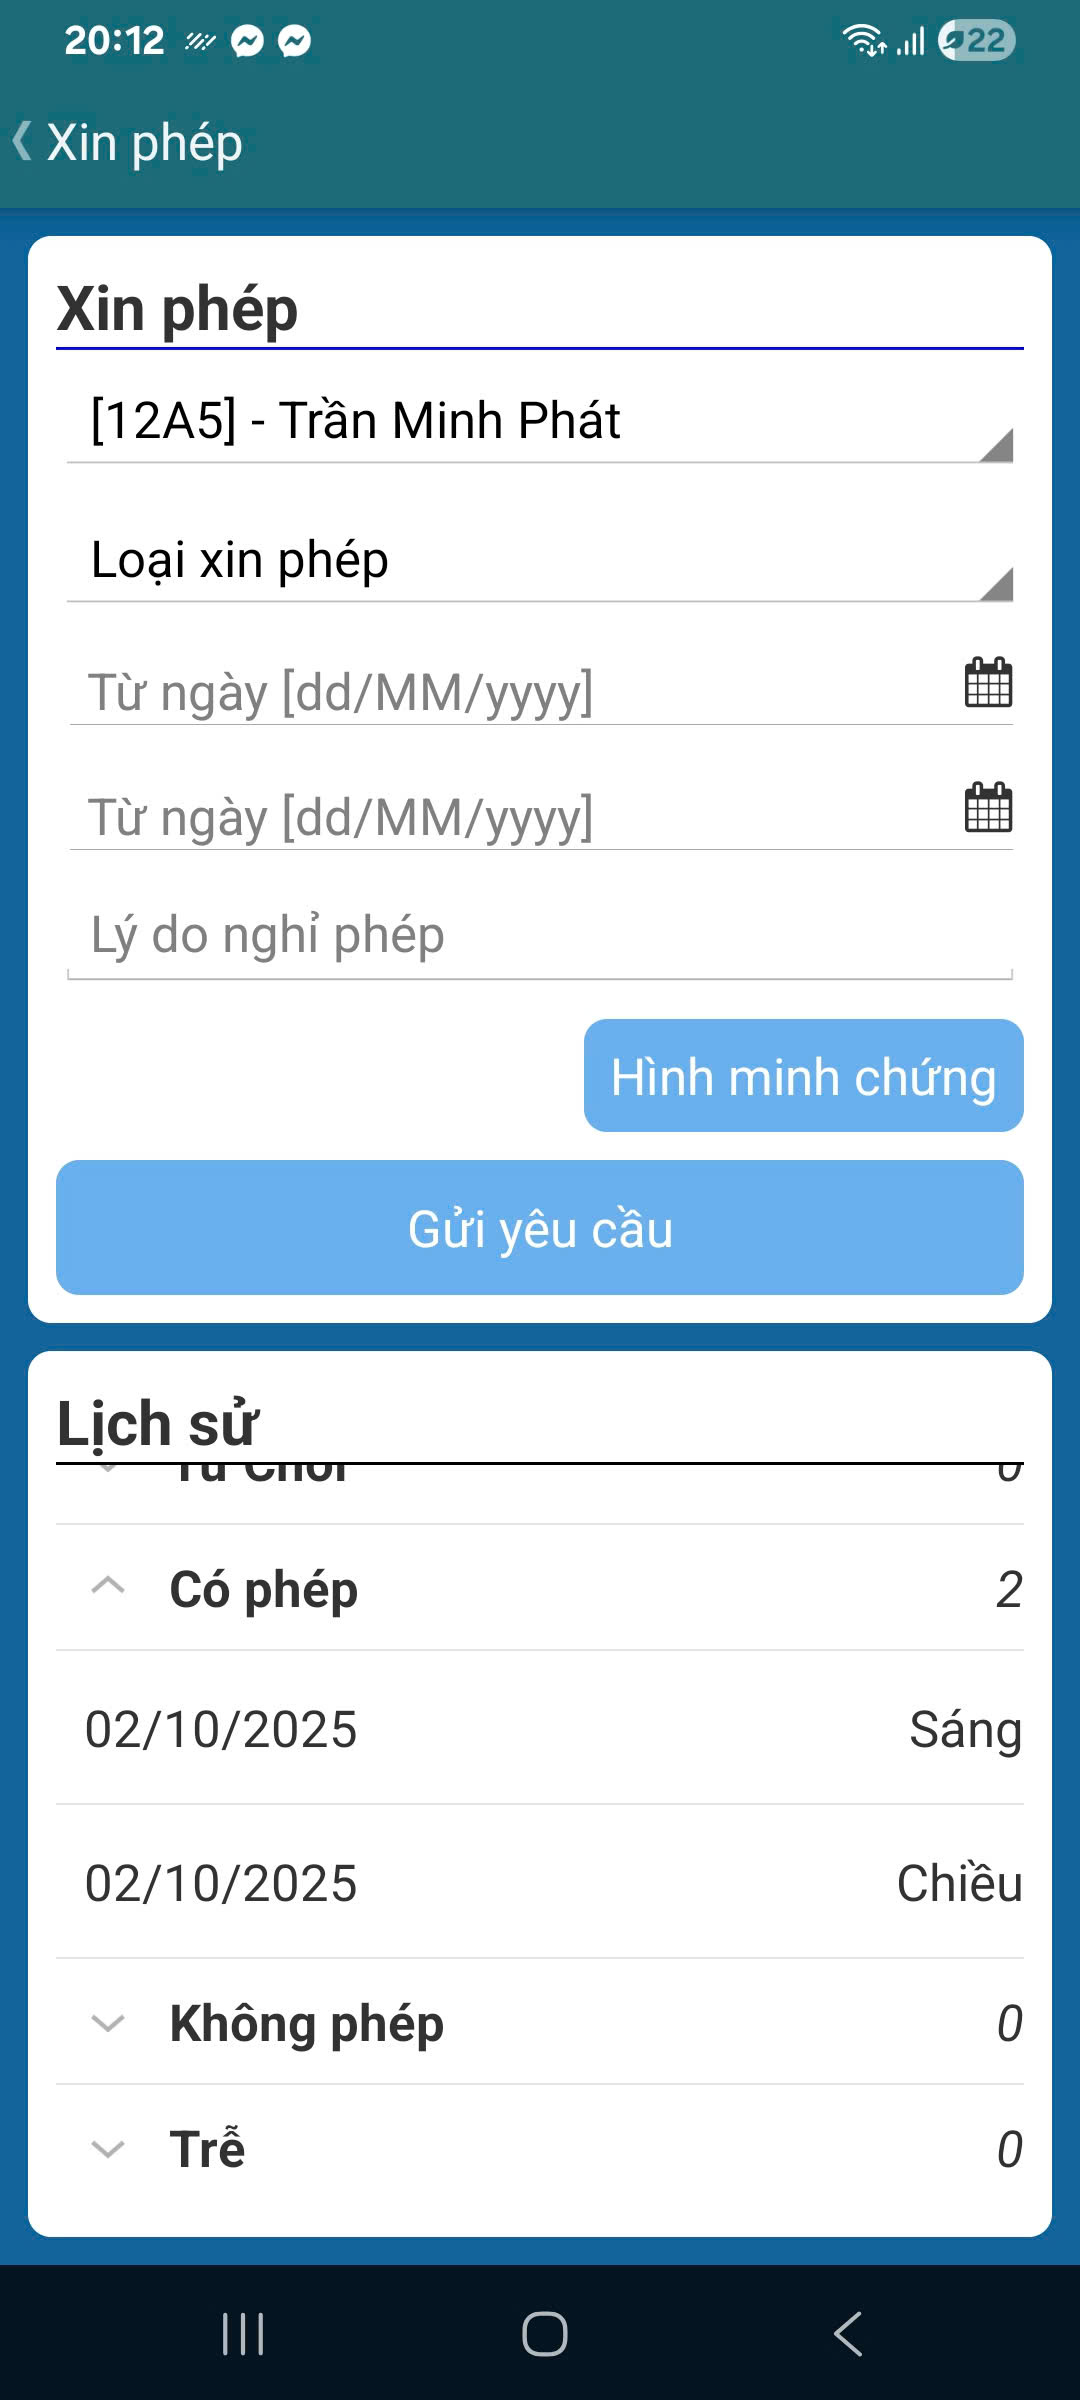 20:12
22
Xin phép
Xin phép
[12A5] - Trần Minh Phát
Loại xin phép
Từ ngày [dd/MM/yyyy]
Từ ngày [dd/MM/yyyy]
Lý do nghỉ phép
Hình minh chứng
Gửi yêu cầu
Lịch sử
Từ Chối 0
Có phép 2
02/10/2025 Sáng
02/10/2025 Chiều
Không phép 0
Trễ 0